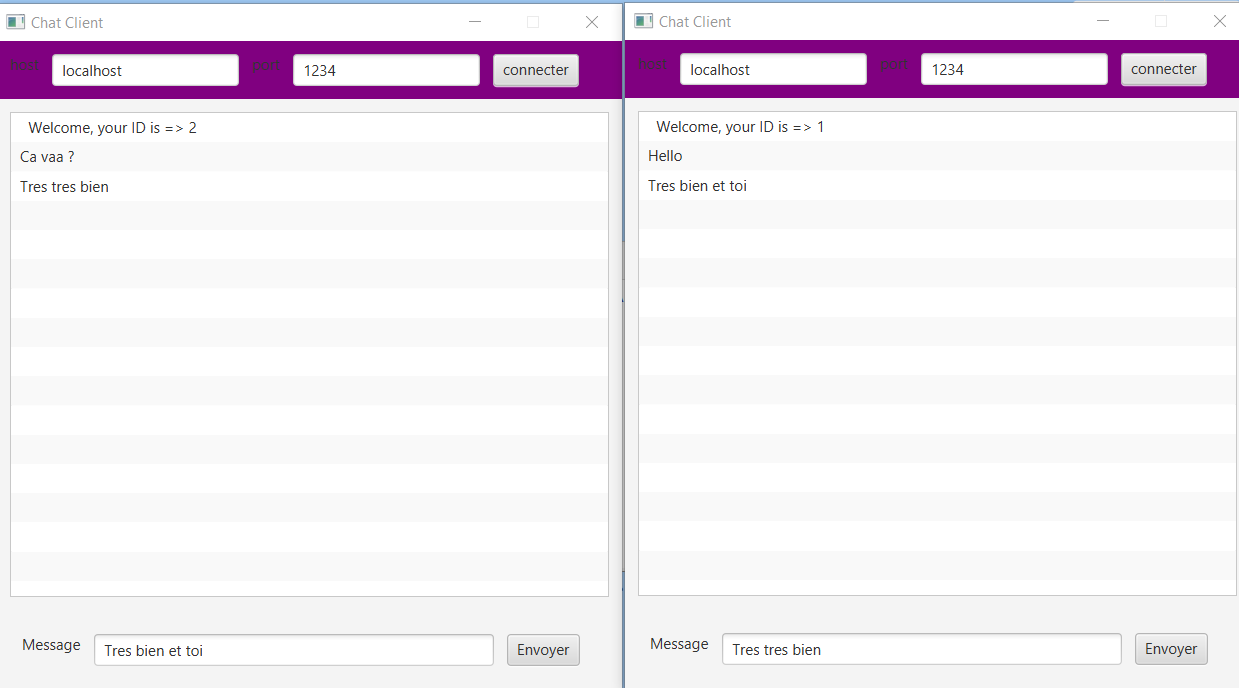 Chat Client
host localhost port 1234 connecter
Welcome, your ID is => 2
Ca vaa ?
Tres tres bien
Message Tres bien et toi Envoyer
Chat Client
host localhost port 1234 connecter
Welcome, your ID is => 1
Hello
Tres bien et toi
Message Tres tres bien Envoyer